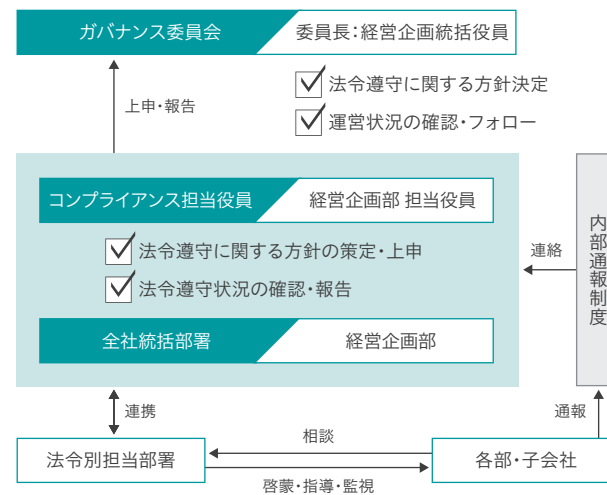 ガバナンス委員会
委員長:経営企画統括役員
法令遵守に関する方針決定
運営状況の確認・フォロー
上申・報告
コンプライアンス担当役員
経営企画部 担当役員
法令遵守に関する方針の策定・上申
法令遵守状況の確認・報告
全社統括部署
経営企画部
連絡
内部通報制度
連携
通報
法令別担当部署
相談
啓蒙・指導・監視
各部・子会社